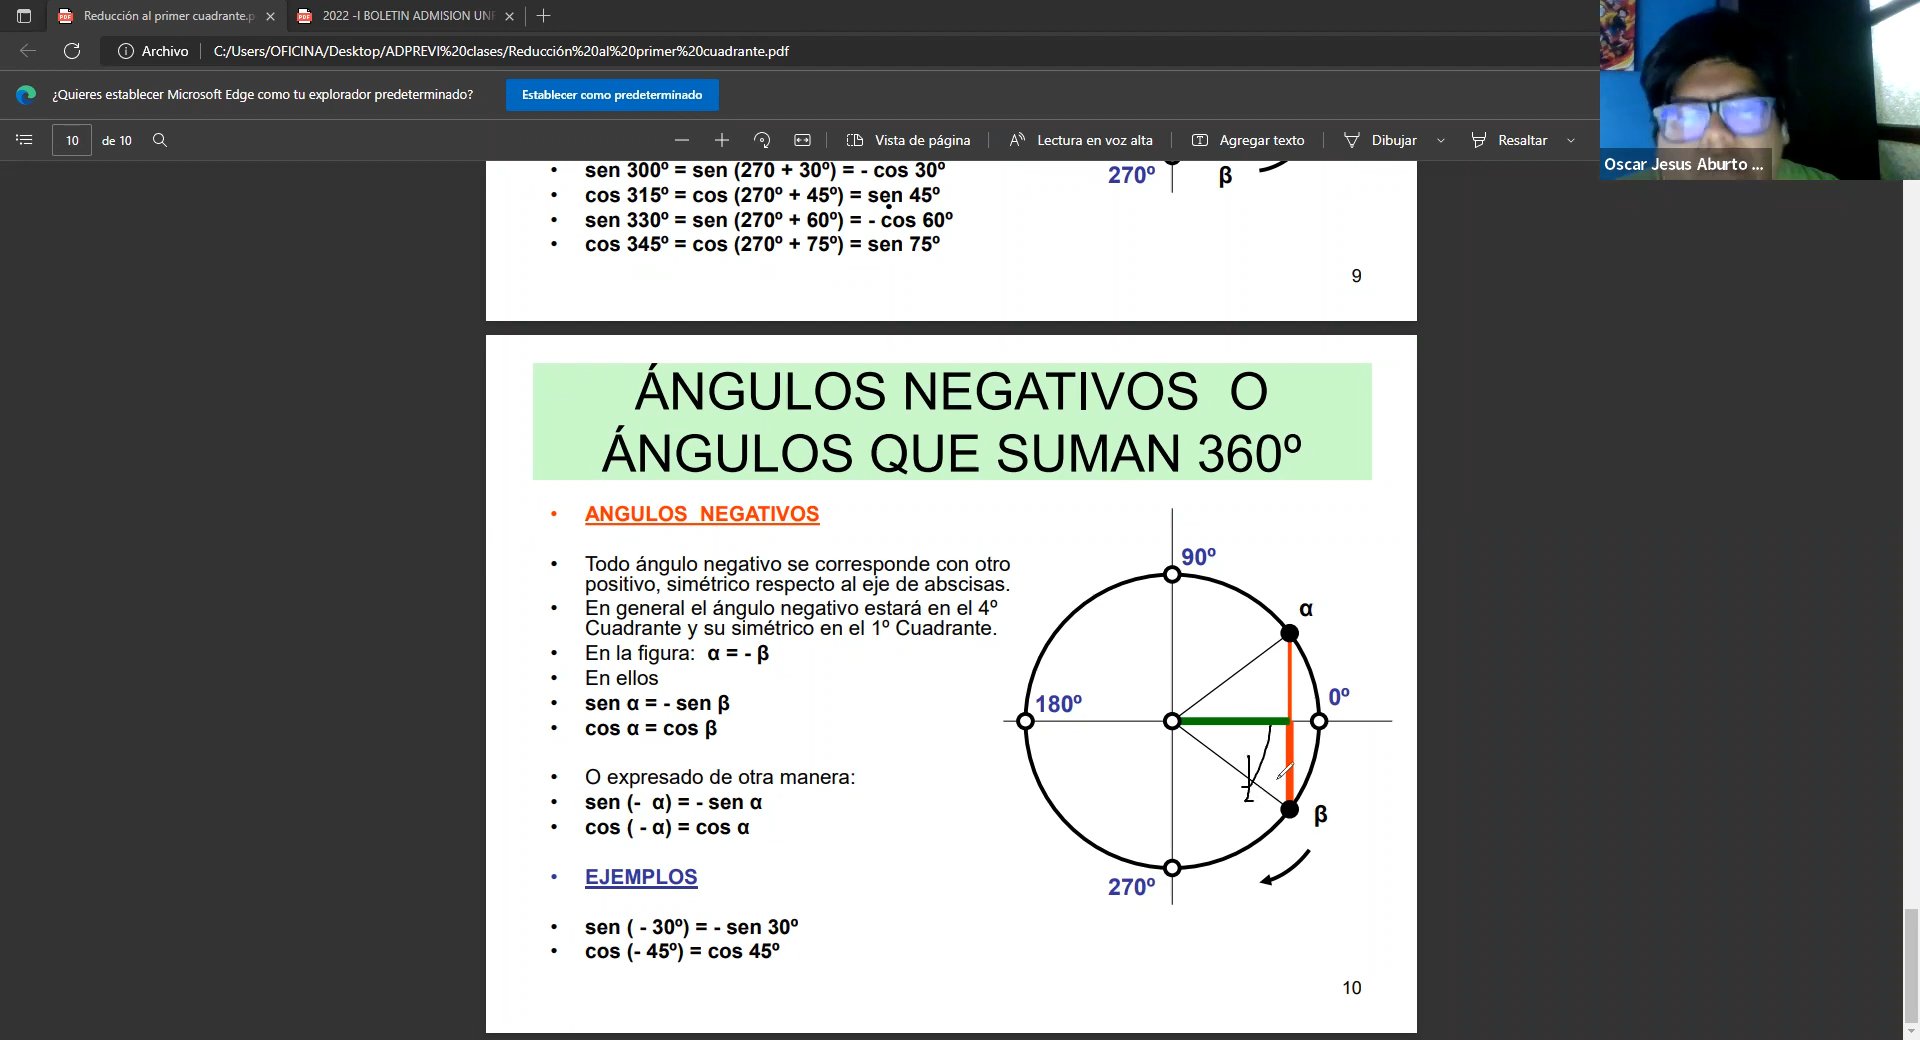 Reducción al primer cuadrante.p
2022 -I BOLETIN ADMISION UNF
Archivo
C:/Users/OFICINA/Desktop/ADPREVI%20clases/Reducción%20al%20primer%20cuadrante.pdf
¿Quieres establecer Microsoft Edge como tu explorador predeterminado?
Establecer como predeterminado
10 de 10
Vista de página
Lectura en voz alta
Agregar texto
Dibujar
Resaltar
Oscar Jesus Aburto ...
• sen 300º = sen (270 + 30º) = - cos 30º
• cos 315º = cos (270º + 45º) = sen 45º
• sen 330º = sen (270º + 60º) = - cos 60º
• cos 345º = cos (270º + 75º) = sen 75º
270º
β
9
ÁNGULOS NEGATIVOS O
ÁNGULOS QUE SUMAN 360º
• ANGULOS NEGATIVOS
• Todo ángulo negativo se corresponde con otro
positivo, simétrico respecto al eje de abscisas.
• En general el ángulo negativo estará en el 4º
Cuadrante y su simétrico en el 1º Cuadrante.
• En la figura: α = - β
• En ellos
• sen α = - sen β
• cos α = cos β
• O expresado de otra manera:
• sen (- α) = - sen α
• cos ( - α) = cos α
• EJEMPLOS
• sen ( - 30º) = - sen 30º
• cos (- 45º) = cos 45º
90º
α
180º
0º
β
270º
10